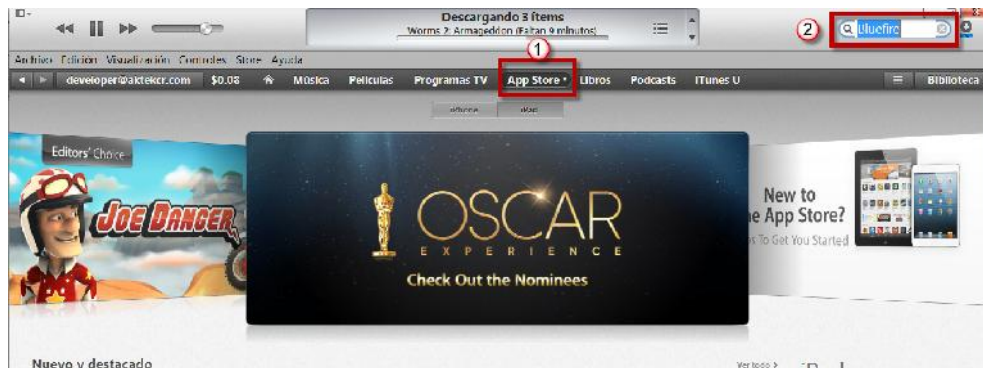 Descargando 3 ítems
Worms 2: Armageddon (Faltan 9 minutos)
1
2
Bluefire
Archivo Edición Visualización Controles Store Ayuda
developer@aktekcr.com $0.08 Música Películas Programas TV App Store Libros Podcasts iTunes U Biblioteca
iPhone iPad
Editors' Choice
JOE DANGER
OSCAR
EXPERIENCE
Check Out the Nominees
New to
App Store?
To Get You Started
Nuevo y destacado
Ver todo >